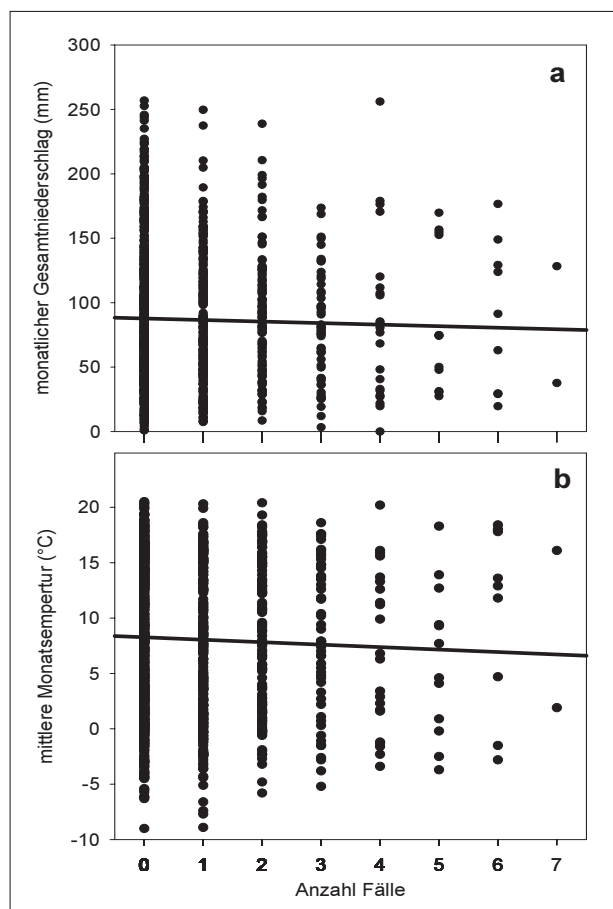 a
monatlicher Gesamtniederschlag (mm)
300
250
200
150
100
50
0
b
mittlere Monatsempertur (°C)
20
15
10
5
0
-5
-10
0 1 2 3 4 5 6 7
Anzahl Fälle